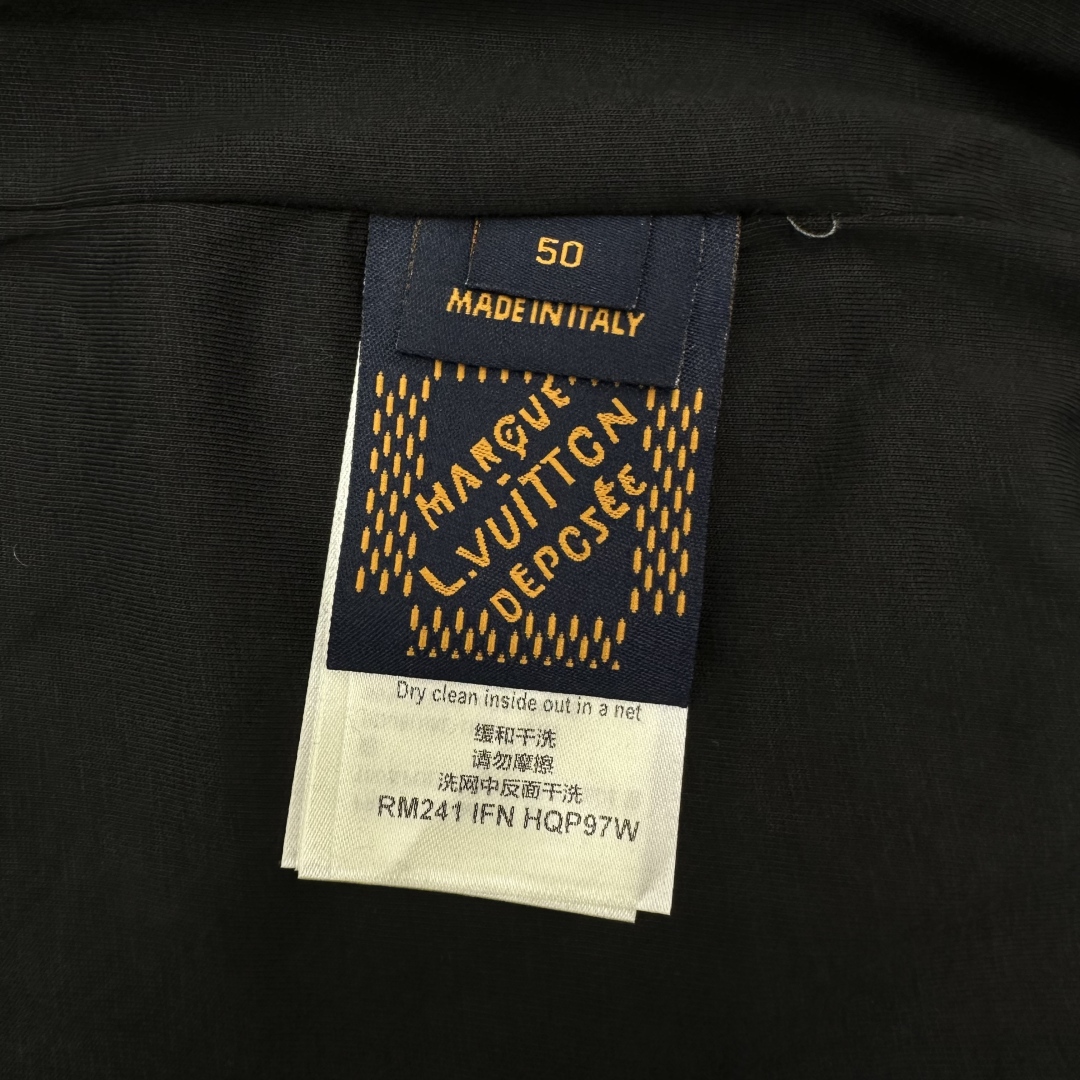 50
MADE IN ITALY
MARQUE
L.VUITTON
DEPOSÉE
Dry clean inside out in a net
缓和干洗
请勿摩擦
洗网中反面干洗
RM241 IFN HQP97W